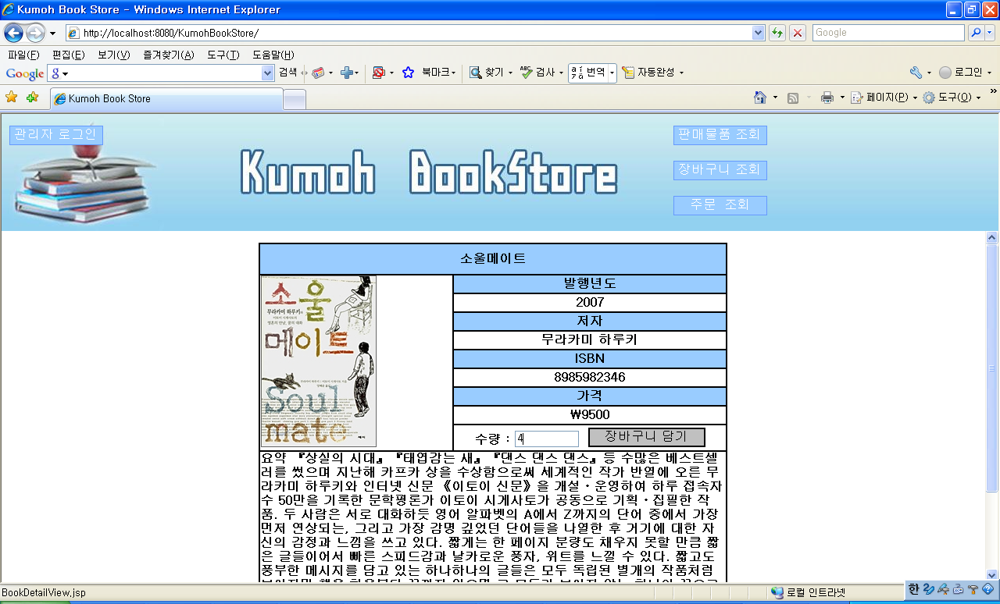 Kumoh Book Store - Windows Internet Explorer
http://localhost:8080/KumohBookStore/
Google
파일(F) 편집(E) 보기(V) 즐겨찾기(A) 도구(T) 도움말(H)
Google 검색 북마크 찾기 검사 번역 자동완성 로그인
Kumoh Book Store 페이지(P) 도구(O)
관리자 로그인
Kumoh BookStore
판매물품 조회
장바구니 조회
주문 조회
소울메이트
소울
무라카미 하루키와
메이트
Soul
mate
발행년도
2007
저자
무라카미 하루키
ISBN
8985982346
가격
₩9500
수량 : 4 장바구니 담기
요약 『상실의 시대』 『태엽감는 새』 『댄스 댄스 댄스』 등 수많은 베스트셀
러를 썼으며 지난해 카프카 상을 수상함으로써 세계적인 작가 반열에 오른 무
라카미 하루키와 인터넷 신문 《이토이 신문》을 개설·운영하여 하루 접속자
수 50만을 기록한 문학평론가 이토이 시게사토가 공동으로 기획·집필한 작
품. 두 사람은 서로 대화하듯 영어 알파벳의 A에서 Z까지의 단어 중에서 가장
먼저 연상되는, 그리고 가장 감명 깊었던 단어들을 나열한 후 거기에 대한 자
신의 감정과 느낌을 쓰고 있다. 짧게는 한 페이지 분량도 채우지 못할 만큼 짧
은 글들이어서 빠른 스피드감과 날카로운 풍자, 위트를 느낄 수 있다. 짧고도
풍부한 메시지를 담고 있는 하나하나의 글들은 모두 독립된 별개의 작품처럼
BookDetailView.jsp 로컬 인트라넷 한